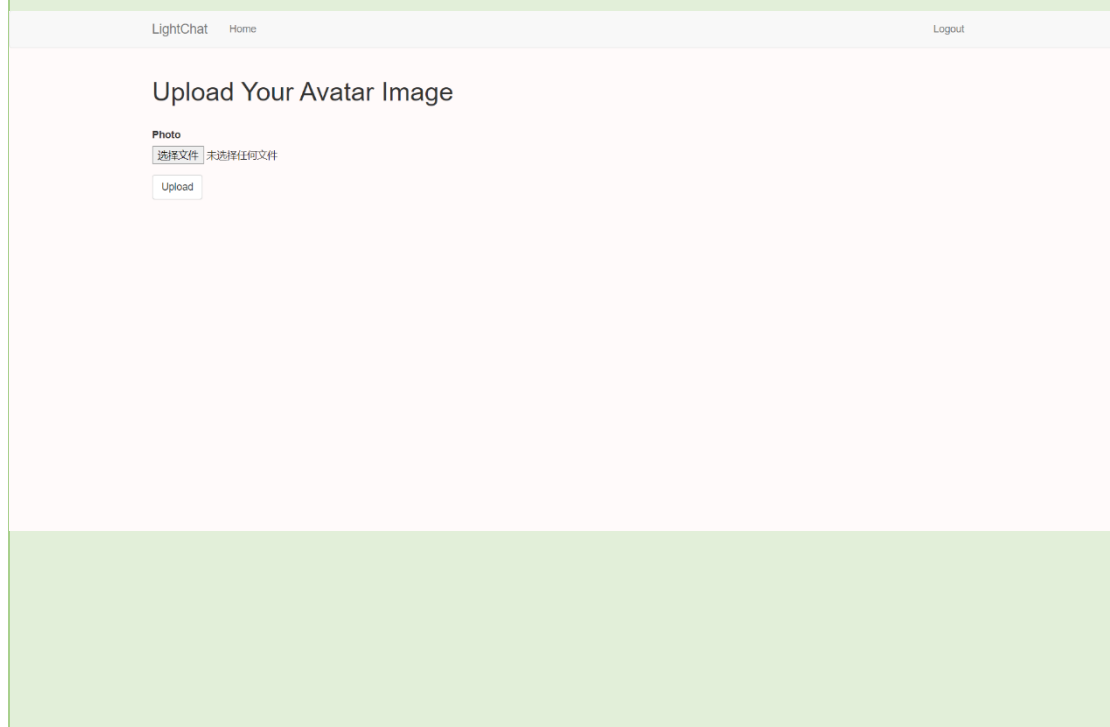 LightChat Home Logout
Upload Your Avatar Image
Photo
选择文件 未选择任何文件
Upload